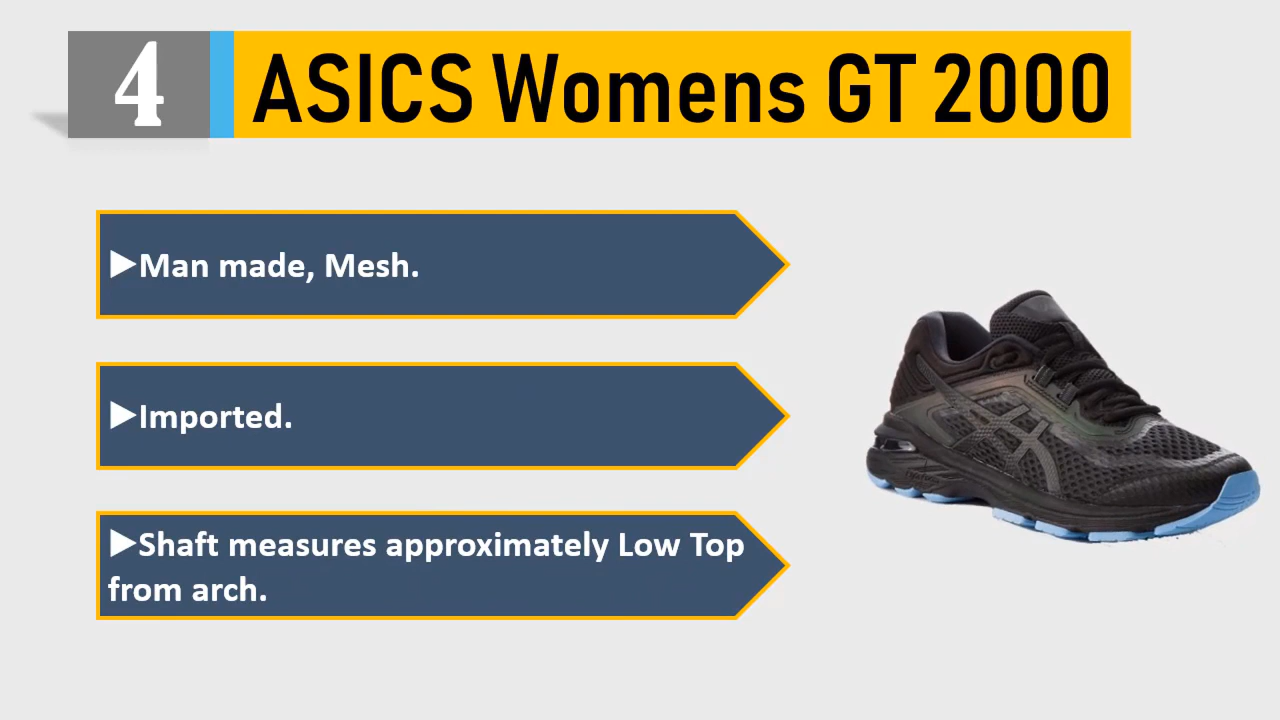 4
ASICS Womens GT 2000
▶Man made, Mesh.
▶Imported.
▶Shaft measures approximately Low Top
from arch.